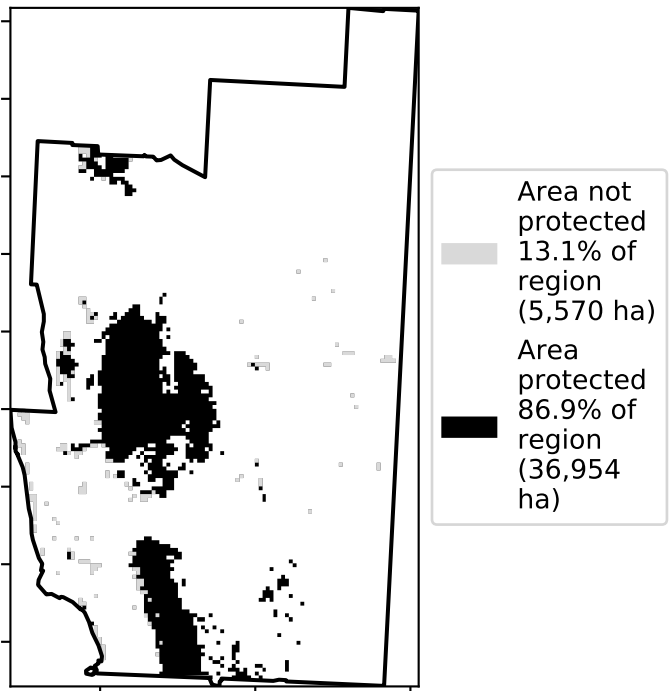 Area not
protected
13.1% of
region
(5,570 ha)
Area
protected
86.9% of
region
(36,954
ha)